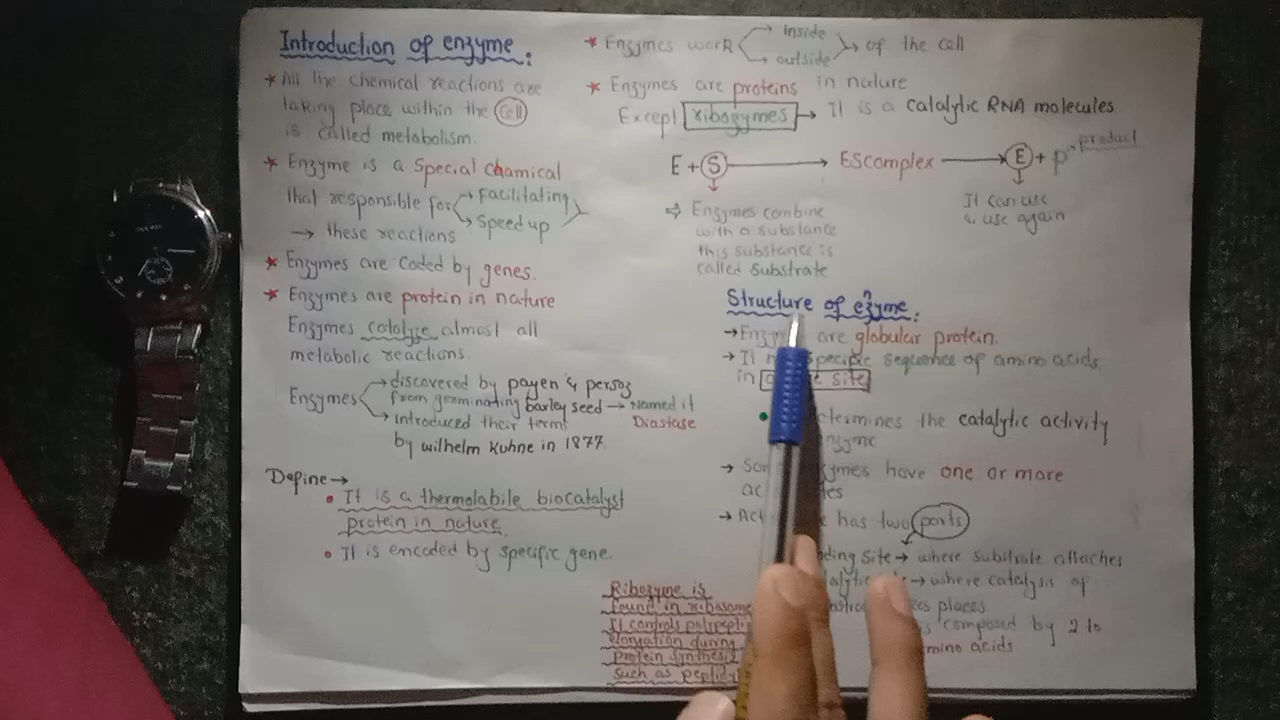 Introduction of enzyme.:
* All the chemical reactions are
taking place within the Cell
is called metabolism.
* Enzyme is a Special chamical
that responsible for Facilitating
Speed up
→ these reactions
* Enzymes are Coded by genes.
* Enzymes are protein in nature
Enzymes catalyze almost all
metabolic reactions.
Enzymes → discovered by payen & persoz
from germinating barley seed → Named it
Diastase
→ Introduced their term
by wilhelm Kuhne in 1877.
Define →
• It is a thermolabile biocatalyst
protein in nature.
• It is encoded by specific gene.
* Enzymes work inside
outside of the cell
* Enzymes are proteins in nature
Except ribozymes → It is a catalytic RNA molecules.
E + S → EScomplex → E + P → product
It can use
& use again
⇒ Enzymes combine
with a substance
this substance is
called Substrate
Structure of ezyme.: n
→ are globular protein.
→ It specific sequence of amino acids
in site
• determines the catalytic activity
→ have one or more
→ has two parts
site → where substrate attaches
→ where catalysis of
places
composed by 2 to
amino acids
Ribozyme is
found in ribosome
It controls
elongation during
protein synthesis
such as